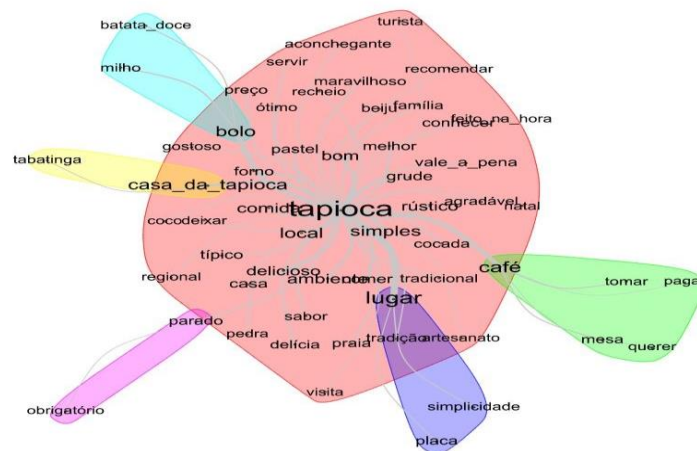 turista
batata_doce
aconchegante
servir
milho
maravilhoso
recomendar
preço
recheio
ótimo
beiju
família
feito_na_hora
conhecer
bolo
gostoso
pastel
bom
melhor
tabatinga
forno
vale_a_pena
grude
casa_da_tapioca
comida
tapioca
rústico
agradável
natal
cocodeixar
local
simples
cocada
típico
café
regional
delicioso
casa
ambiente
comer
tradicional
tomar
pagar
lugar
parado
sabor
pedra
delícia
praia
tradição
artesanato
mesa
querer
visita
obrigatório
simplicidade
placa